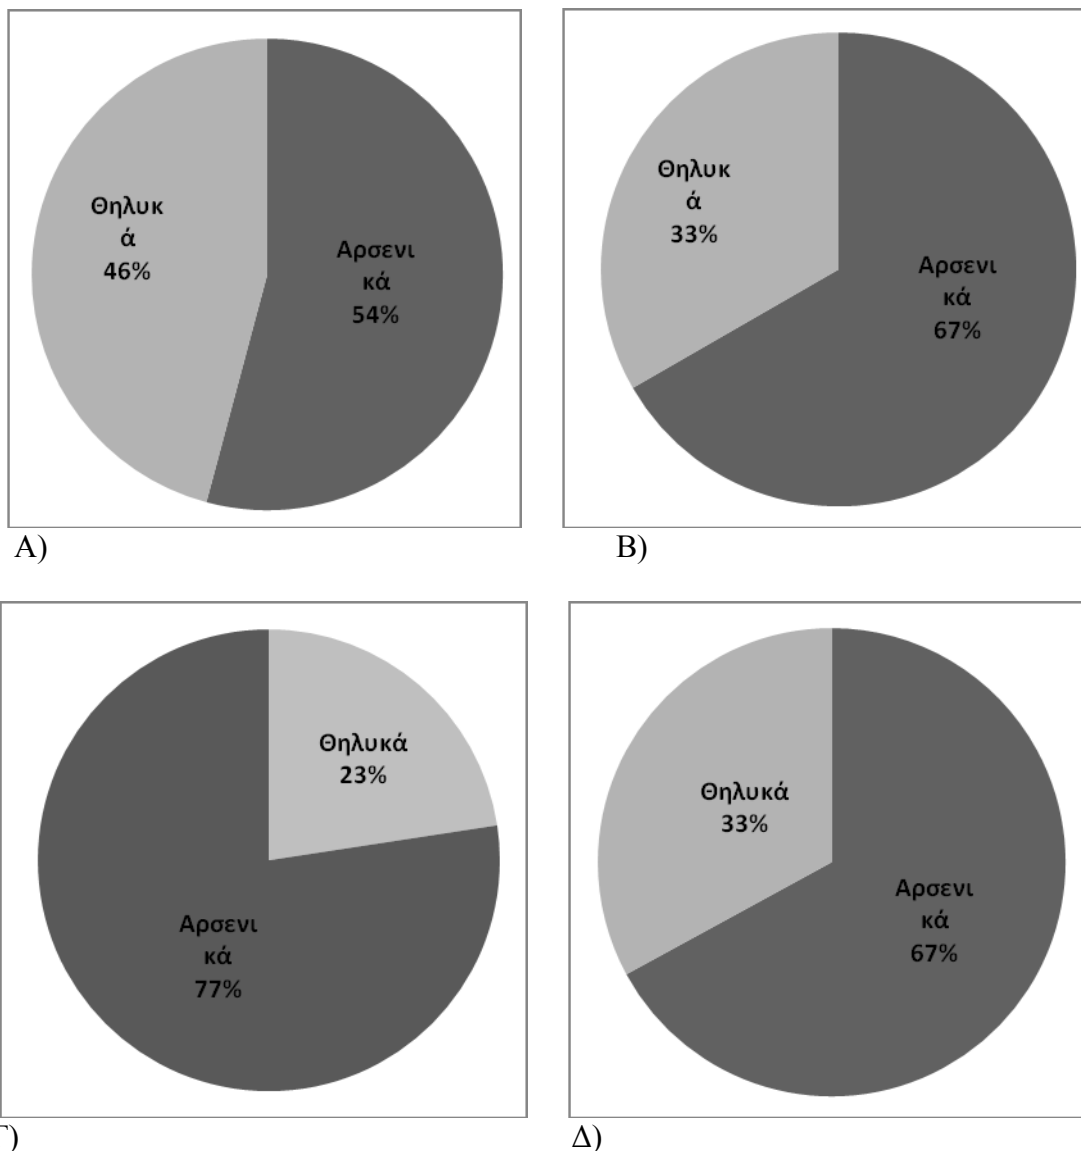 Θηλυκ
ά
46%
Αρσενι
κά
54%
Θηλυκ
ά
33%
Αρσενι
κά
67%
Α)
Β)
Θηλυκά
23%
Αρσενι
κά
77%
Θηλυκά
33%
Αρσενι
κά
67%
Γ)
Δ)